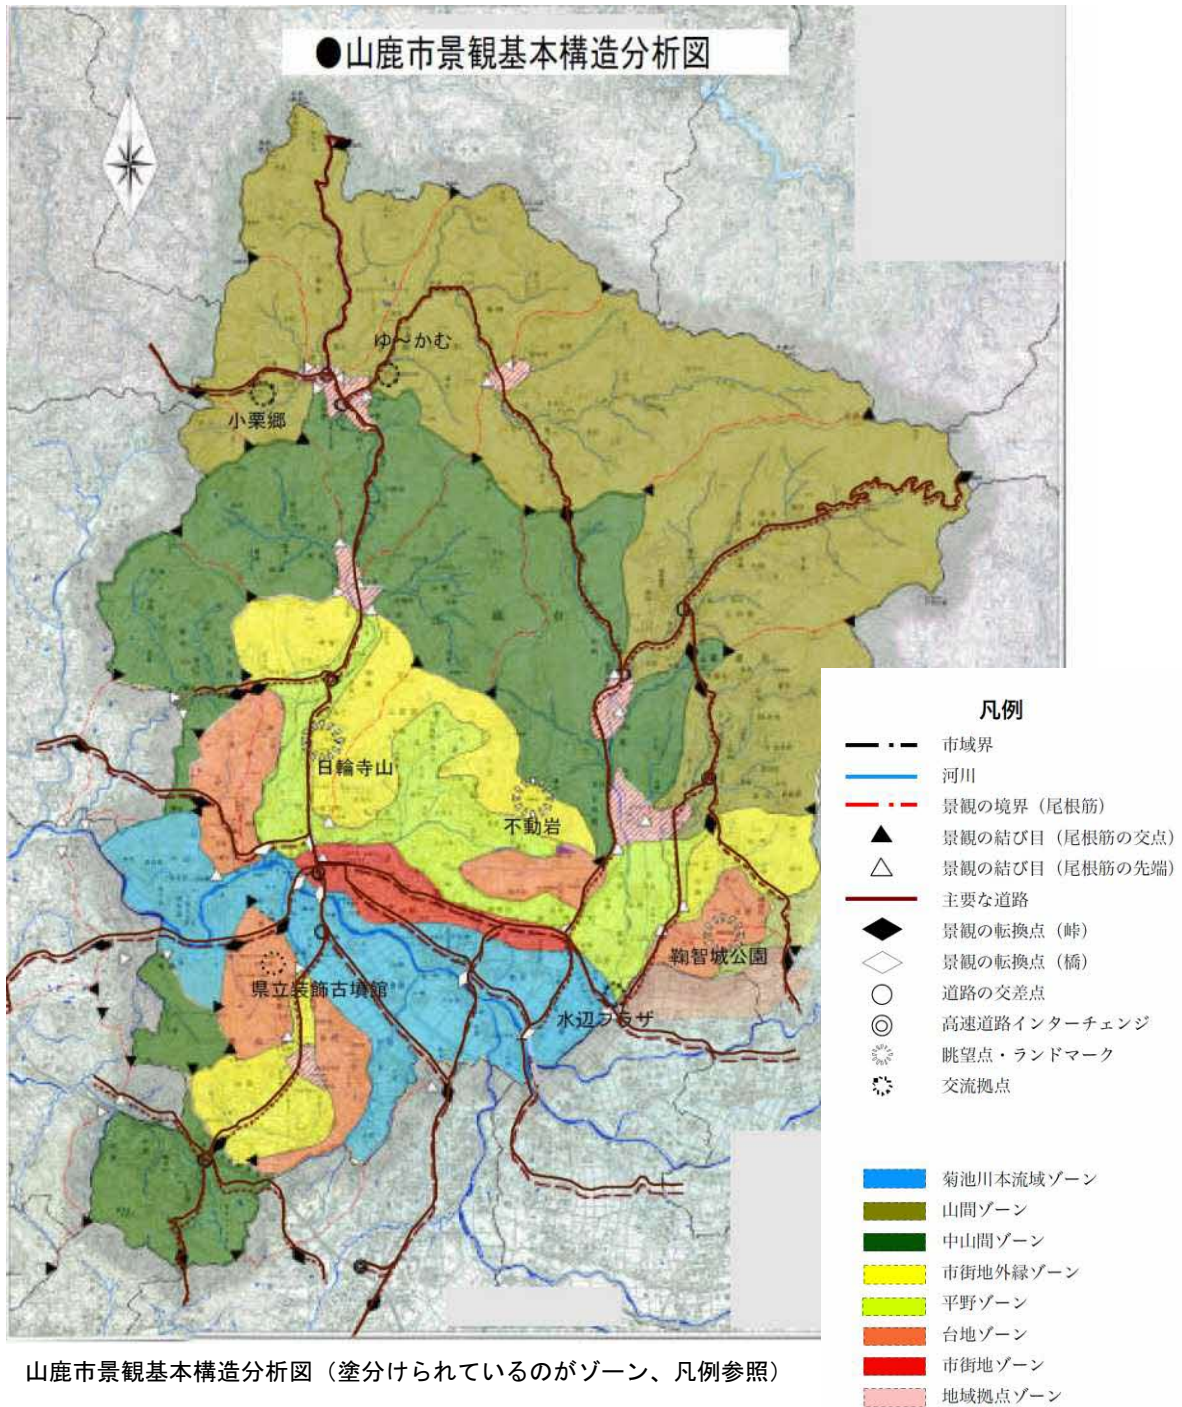 ●山鹿市景観基本構造分析図
ゆ～かむ
小栗郷
日輪寺山
不動岩
鞠智城公園
県立装飾古墳館
水辺プラザ
凡例
市域界
河川
景観の境界（尾根筋）
景観の結び目（尾根筋の交点）
景観の結び目（尾根筋の先端）
主要な道路
景観の転換点（峠）
景観の転換点（橋）
道路の交差点
高速道路インターチェンジ
眺望点・ランドマーク
交流拠点
菊池川本流域ゾーン
山間ゾーン
中山間ゾーン
市街地外縁ゾーン
平野ゾーン
台地ゾーン
市街地ゾーン
地域拠点ゾーン
山鹿市景観基本構造分析図（塗分けられているのがゾーン、凡例参照）